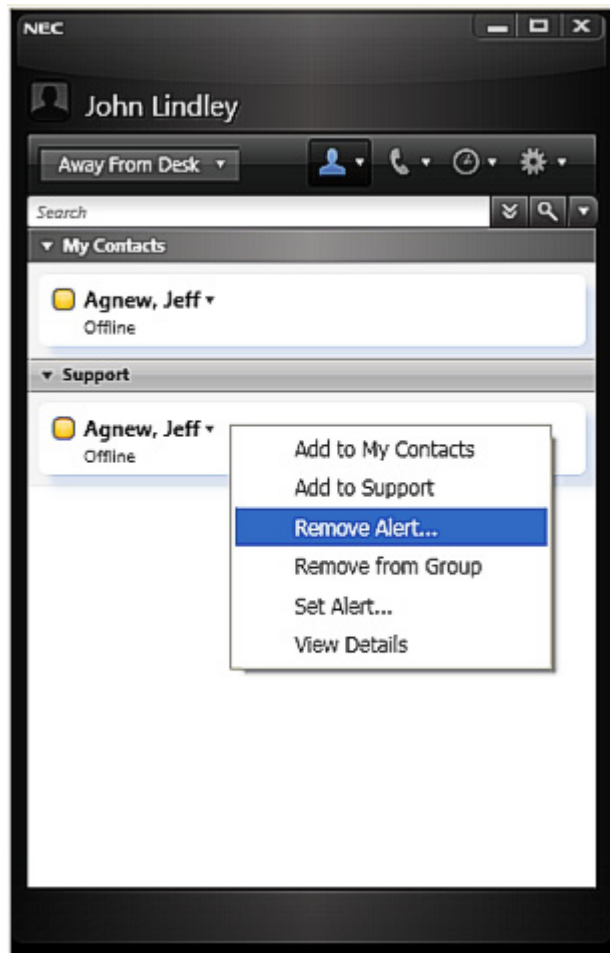 NEC
John Lindley
Away From Desk
Search
My Contacts
Agnew, Jeff
Offline
Support
Agnew, Jeff
Offline
Add to My Contacts
Add to Support
Remove Alert...
Remove from Group
Set Alert...
View Details